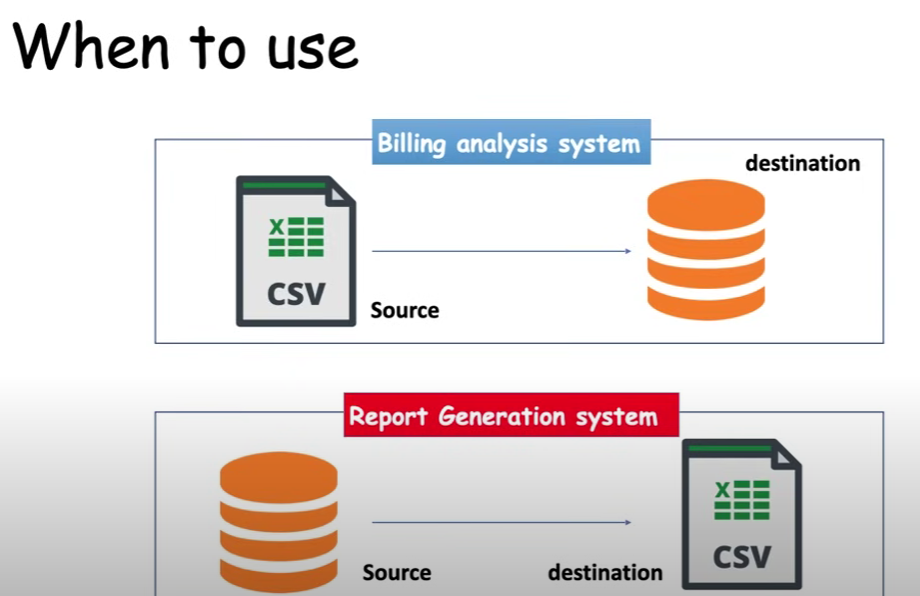 When to use
Billing analysis system
destination
X
CSV
Source
Report Generation system
X
CSV
Source
destination